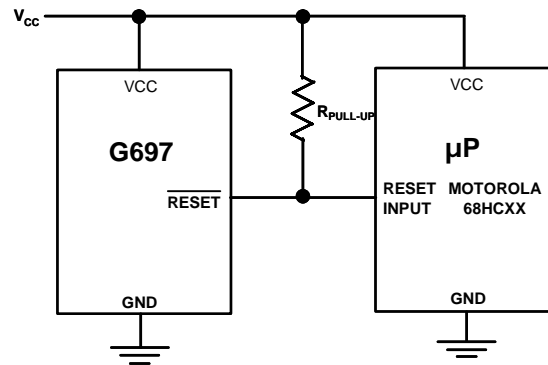 VCC
VCC
G697
RESET
GND
RPULL-UP
VCC
µP
RESET MOTOROLA
INPUT 68HCXX
GND